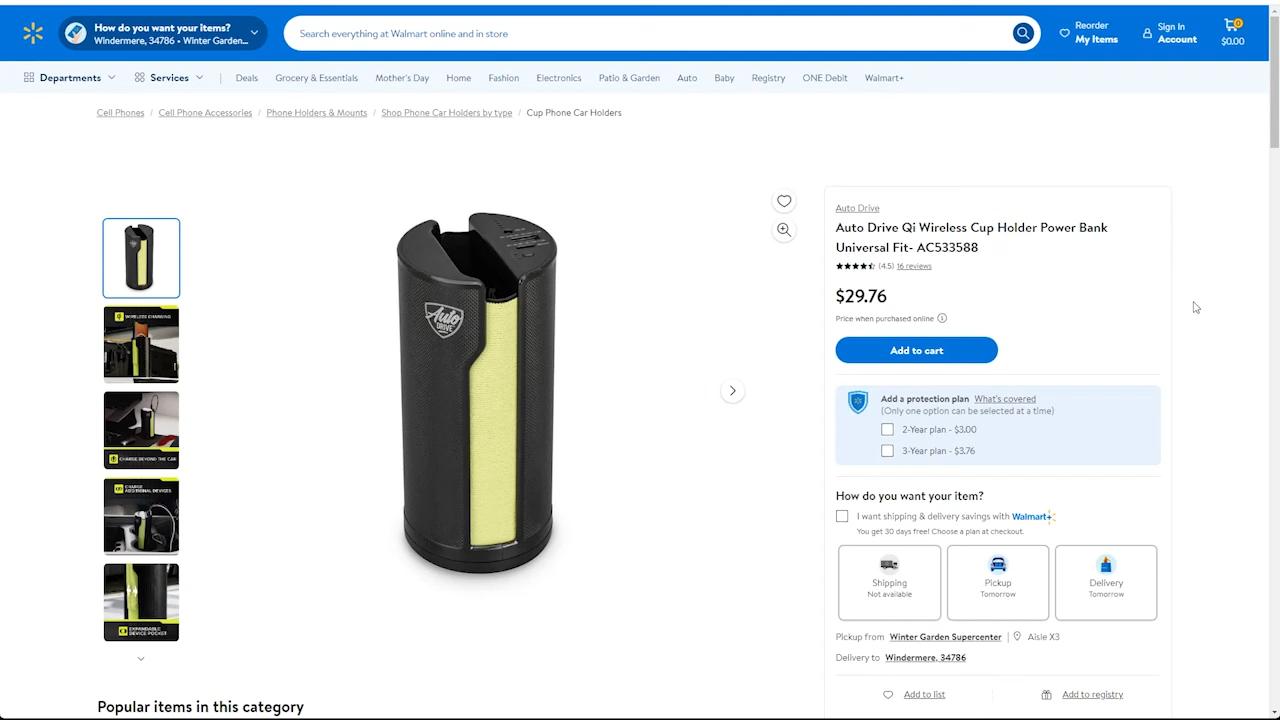 How do you want your items?
Windermere, 34786 • Winter Garden...
Search everything at Walmart online and in store
Reorder
My Items
Sign In
Account
0
$0.00
Departments
Services
Deals
Grocery & Essentials
Mother's Day
Home
Fashion
Electronics
Patio & Garden
Auto
Baby
Registry
ONE Debit
Walmart+
Cell Phones / Cell Phone Accessories / Phone Holders & Mounts / Shop Phone Car Holders by type / Cup Phone Car Holders
WIRELESS CHARGING
CHARGE BEYOND THE CAR
CHARGE
ADDITIONAL DEVICES
EXPANDABLE
DEVICE POCKET
Auto
DRIVE
Auto Drive
Auto Drive Qi Wireless Cup Holder Power Bank
Universal Fit- AC533588
(4.5) 16 reviews
$29.76
Price when purchased online
Add to cart
Add a protection plan What's covered
(Only one option can be selected at a time)
2-Year plan - $3.00
3-Year plan - $3.76
How do you want your item?
I want shipping & delivery savings with Walmart+
You get 30 days free! Choose a plan at checkout.
Shipping
Not available
Pickup
Tomorrow
Delivery
Tomorrow
Pickup from Winter Garden Supercenter | Aisle X3
Delivery to Windermere, 34786
Add to list
Add to registry
Popular items in this category